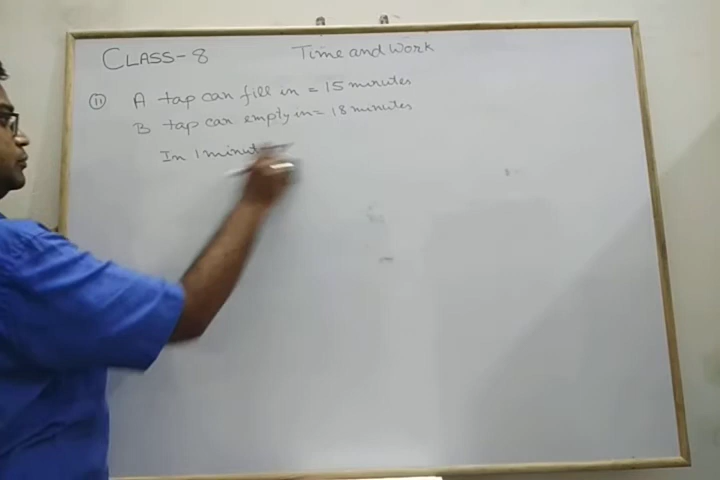 CLASS-8
Time and Work
11 A tap can fill in = 15 minutes
B tap can empty in = 18 minutes
In 1 minut